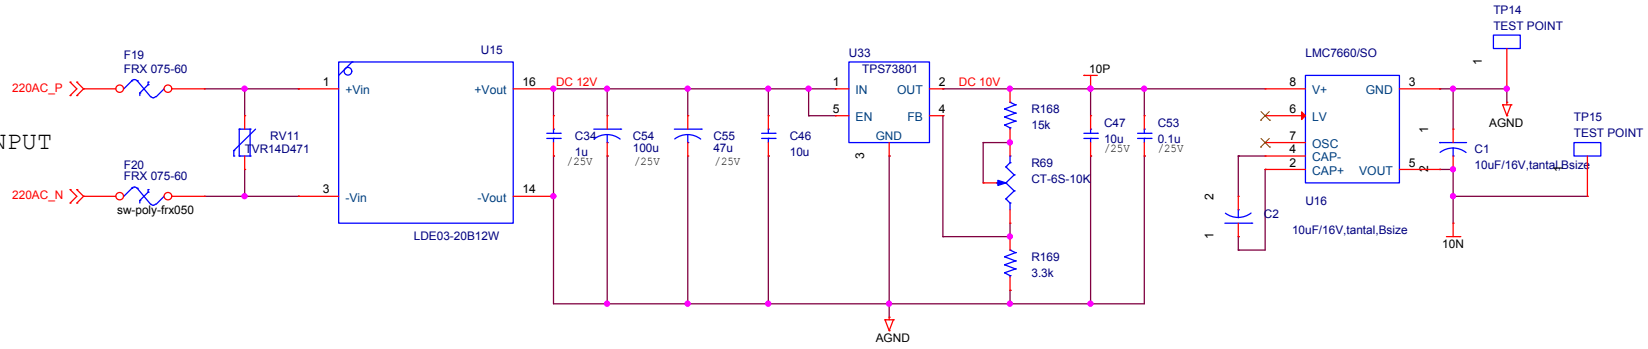 F19
FRX 075-60
220AC_P
NPUT
RV11
TVR14D471
F20
FRX 075-60
220AC_N
sw-poly-frx050
U15
1
+Vin
+Vout
16
3
-Vin
-Vout
14
LDE03-20B12W
DC 12V
C34
1u
/25V
C54
100u
/25V
C55
47u
/25V
C46
10u
U33
TPS73801
1
IN
OUT
2
5
EN
FB
4
GND
3
AGND
DC 10V
R168
15k
R69
CT-6S-10K
R169
3.3k
10P
C47
10u
/25V
C53
0.1u
/25V
LMC7660/SO
8
V+
GND
3
6
LV
7
OSC
4
CAP-
2
CAP+
VOUT
5
U16
2
C2
1
10uF/16V,tantal,Bsize
TP14
TEST POINT
1
AGND
1
C1
10uF/16V,tantal,Bsize
2
10N
TP15
TEST POINT
1